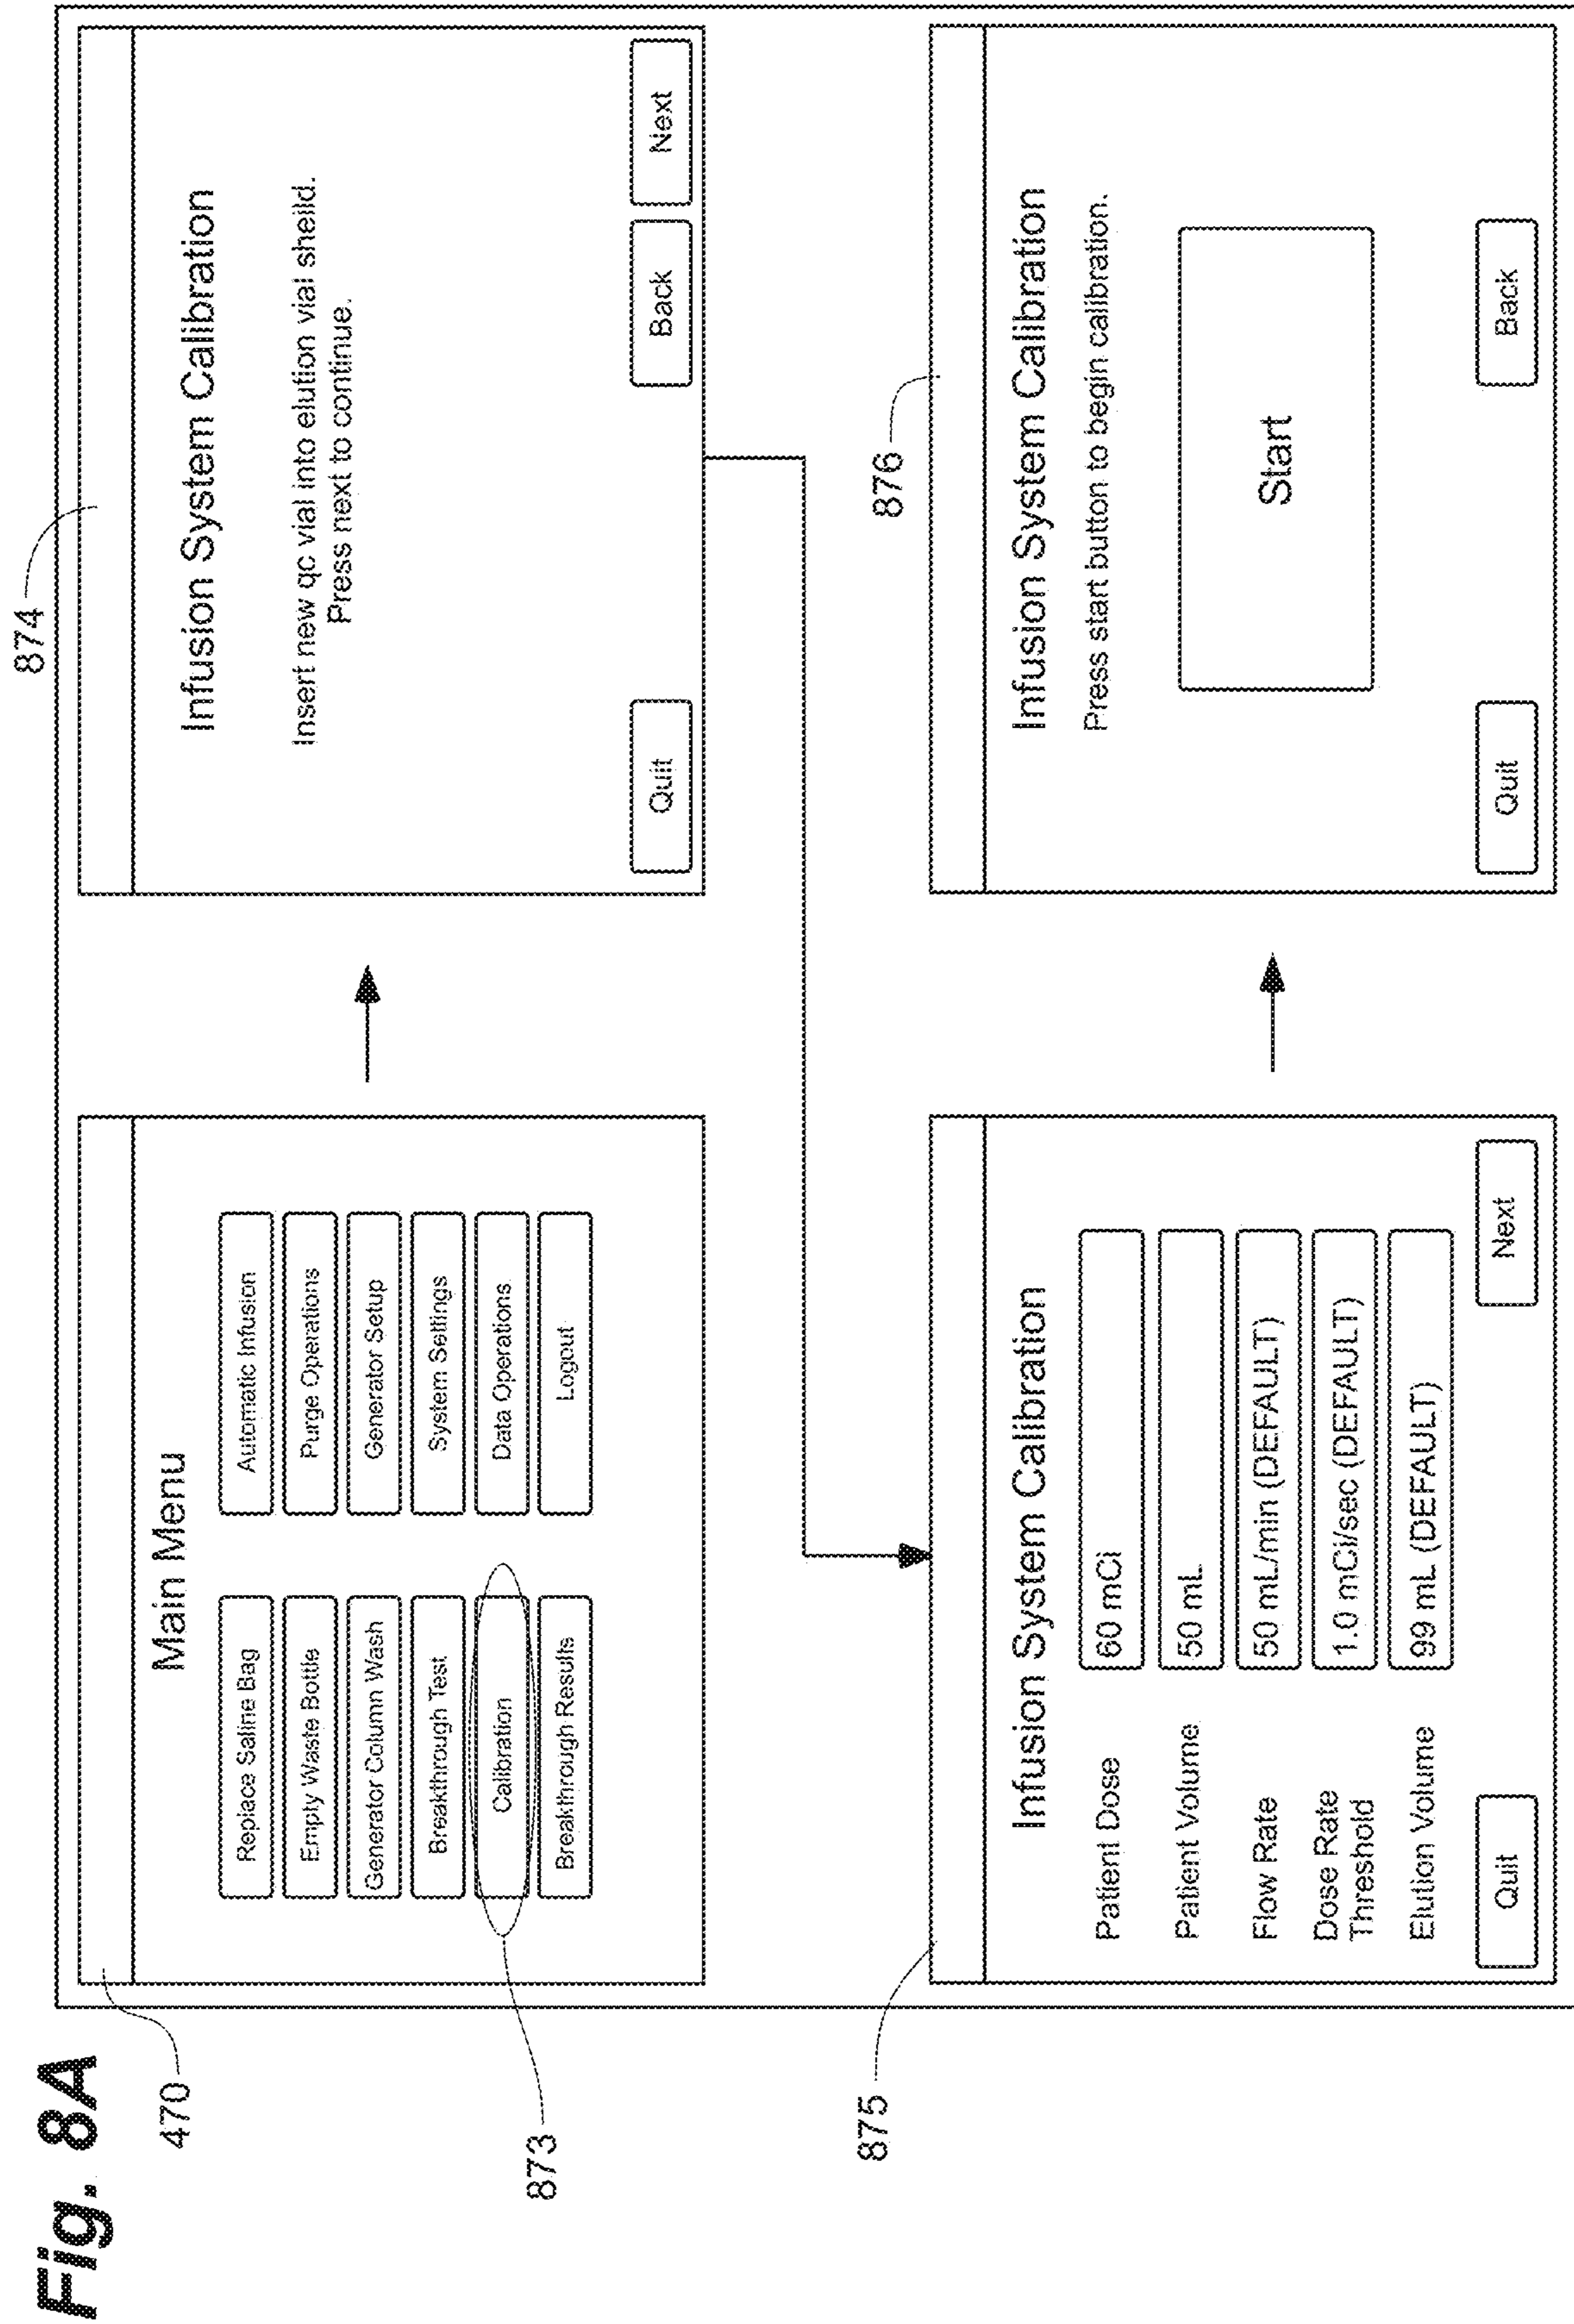 Fig. 8A
470
Main Menu
Replace Saline Bag
Automatic Infusion
Empty Waste Bottle
Purge Operations
Generator Column Wash
Generator Setup
Breakthrough Test
System Settings
Calibration
Data Operations
Breakthrough Results
Logout
873
874
Infusion System Calibration
Insert new qc vial into elution vial sheild.
Press next to continue.
Quit
Back
Next
875
Infusion System Calibration
Patient Dose
60 mCi
Patient Volume
50 mL
Flow Rate
50 mL/min (DEFAULT)
Dose Rate
Threshold
1.0 mCi/sec (DEFAULT)
Elution Volume
99 mL (DEFAULT)
Quit
Next
876
Infusion System Calibration
Press start button to begin calibration.
Start
Quit
Back